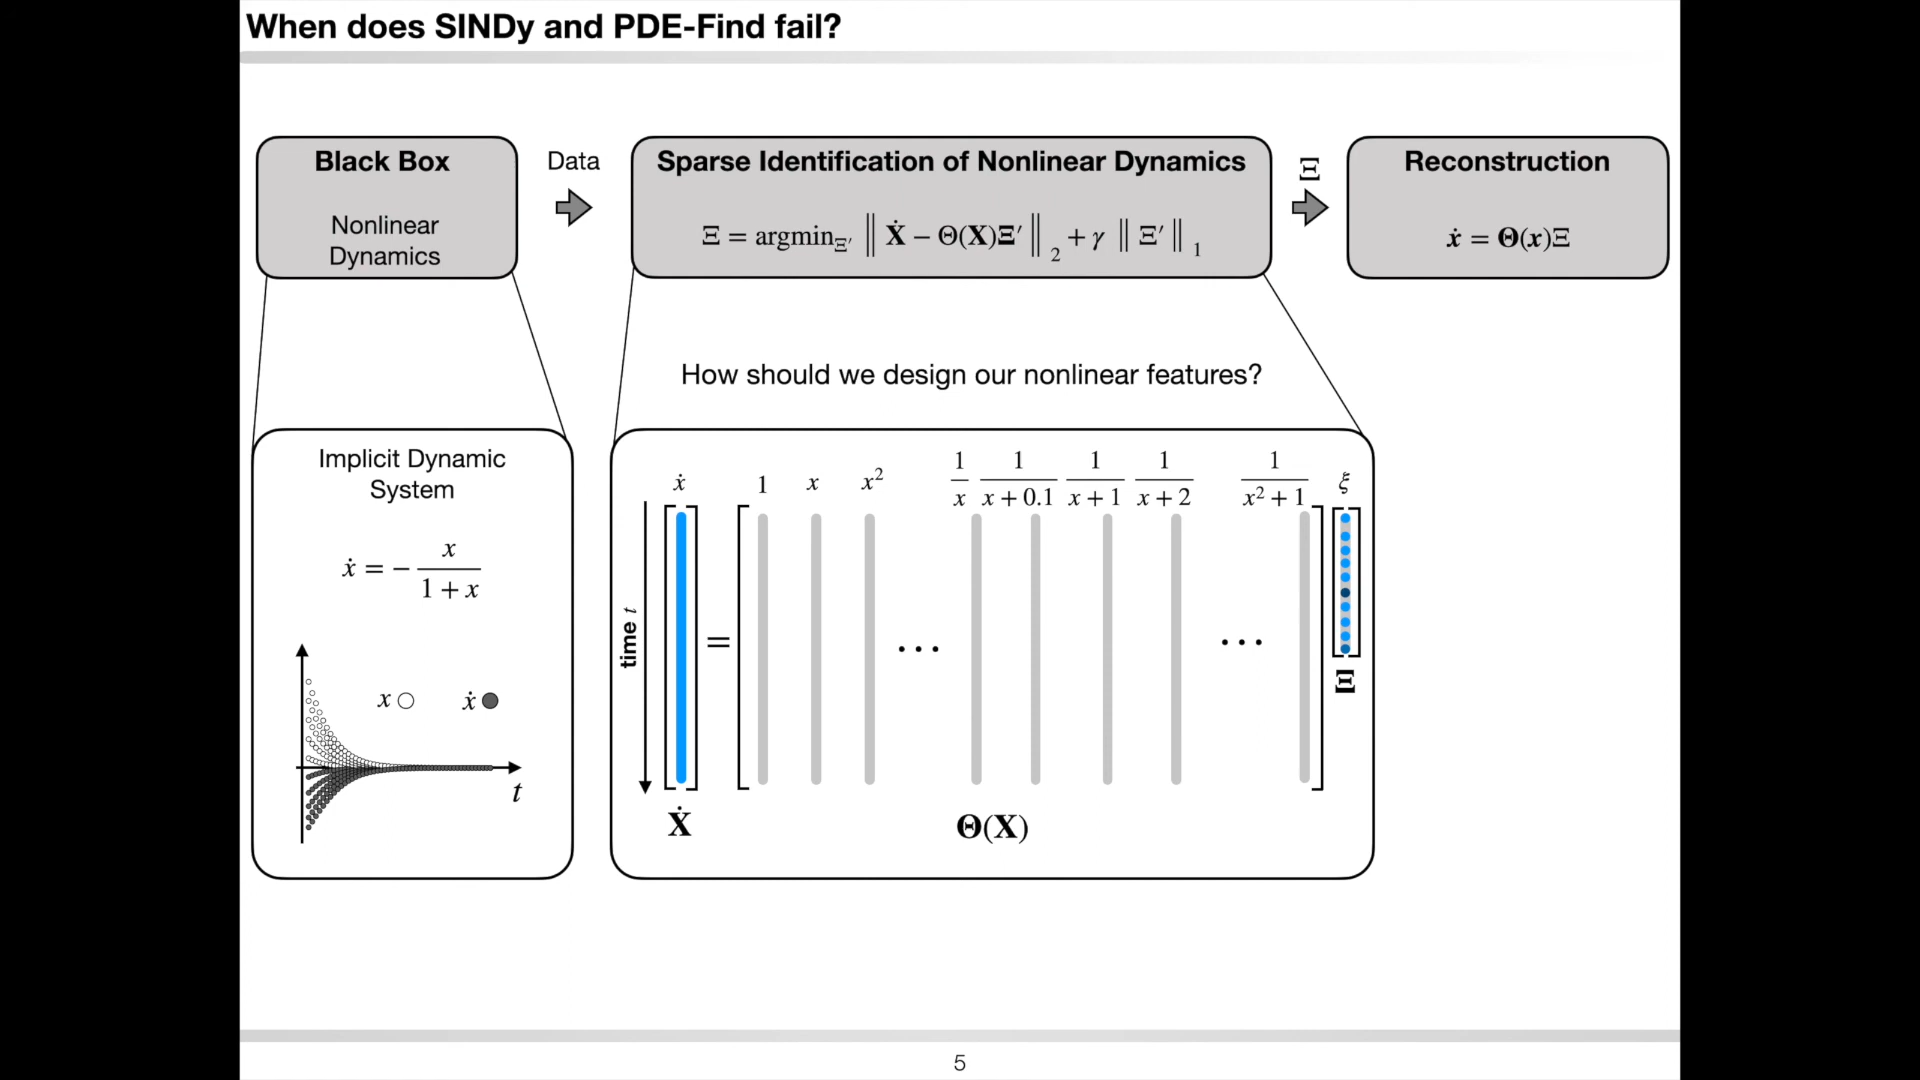 When does SINDy and PDE-Find fail?
Black Box
Nonlinear
Dynamics
Data
Sparse Identification of Nonlinear Dynamics
Ξ = argmin_Ξ′ ‖ Ẋ − Θ(X)Ξ′ ‖_2 + γ ‖ Ξ′ ‖_1
Ξ
Reconstruction
ẋ = Θ(x)Ξ
How should we design our nonlinear features?
Implicit Dynamic
System
ẋ = − x / (1 + x)
x ẋ
t
time t
ẋ 1 x x² 1/x 1/(x + 0.1) 1/(x + 1) 1/(x + 2) 1/(x² + 1) ξ
= ... ...
Ξ
Ẋ Θ(X)
5